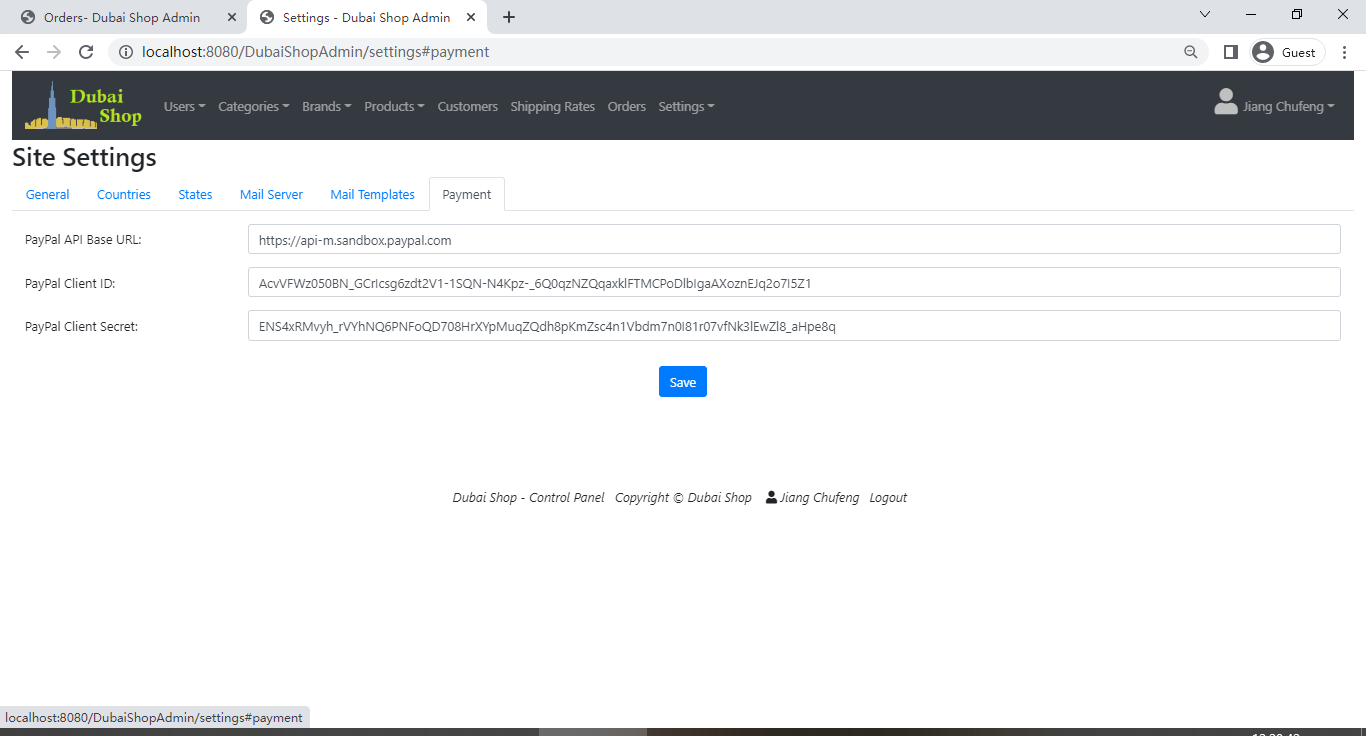 Orders- Dubai Shop Admin
Settings - Dubai Shop Admin
localhost:8080/DubaiShopAdmin/settings#payment
Guest
Dubai Shop
Users Categories Brands Products Customers Shipping Rates Orders Settings
Jiang Chufeng
Site Settings
General Countries States Mail Server Mail Templates Payment
PayPal API Base URL: https://api-m.sandbox.paypal.com
PayPal Client ID: AcvVFWz050BN_GCrIcsg6zdt2V1-1SQN-N4Kpz-_6Q0qzNZQqaxklFTMCPoDlbIgaAXoznEJq2o7I5Z1
PayPal Client Secret: ENS4xRMvyh_rVYhNQ6PNFoQD708HrXYpMuqZQdh8pKmZsc4n1Vbdm7n0I81r07vfNk3lEwZl8_aHpe8q
Save
Dubai Shop - Control Panel Copyright © Dubai Shop Jiang Chufeng Logout
localhost:8080/DubaiShopAdmin/settings#payment